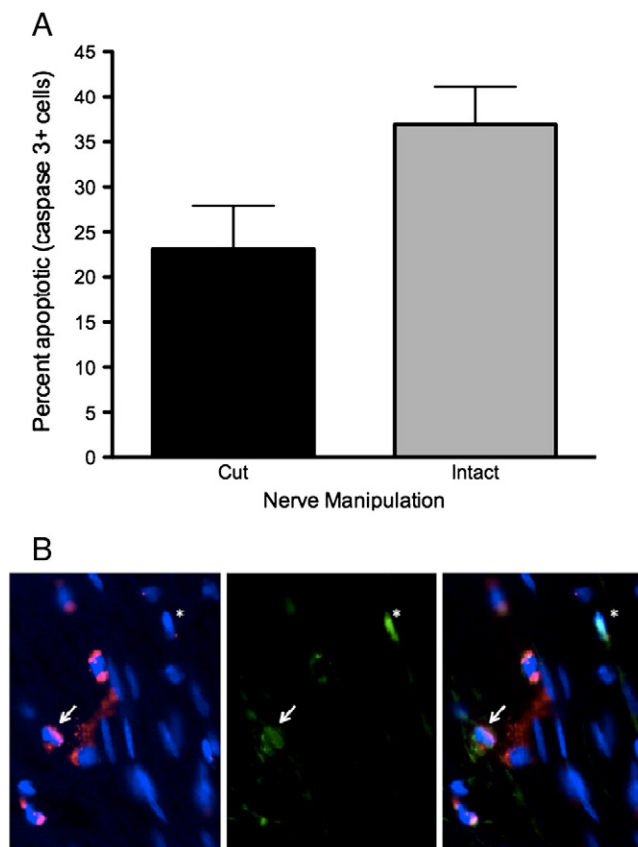 A
Percent apoptotic (caspase 3+ cells)
45
40
35
30
25
20
15
10
5
0
Cut
Intact
Nerve Manipulation
B
*
*
*